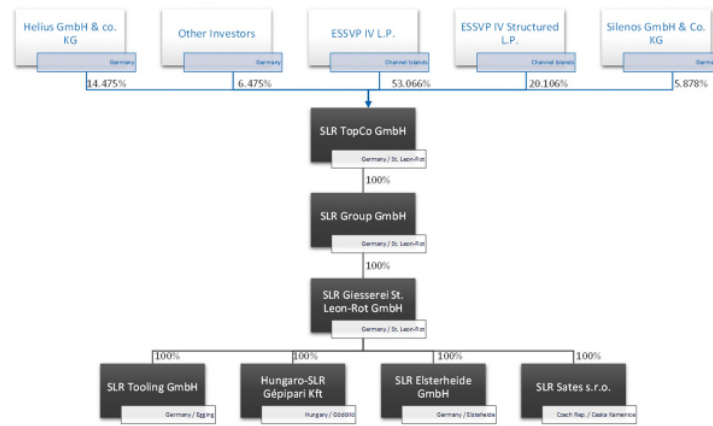 Helius GmbH & co.
KG
Germany
14.475%
Other Investors
Germany
6.475%
ESSVP IV L.P.
Channel Islands
53.066%
ESSVP IV Structured
L.P.
Channel Islands
20.106%
Silenos GmbH & Co.
KG
Germa
5.878%
SLR TopCo GmbH
Germany / St. Leon-Rot
100%
SLR Group GmbH
Germany / St. Leon-Rot
100%
SLR Giesserei St.
Leon-Rot GmbH
Germany / St. Leon-Rot
100%
SLR Tooling GmbH
Germany / Egging
100%
Hungaro-SLR
Gépipari Kft
Hungary / Gödöllő
100%
SLR Elsterheide
GmbH
Germany / Elsteheide
100%
SLR Sates s.r.o.
Czech Rep. / Ceska Kamenice